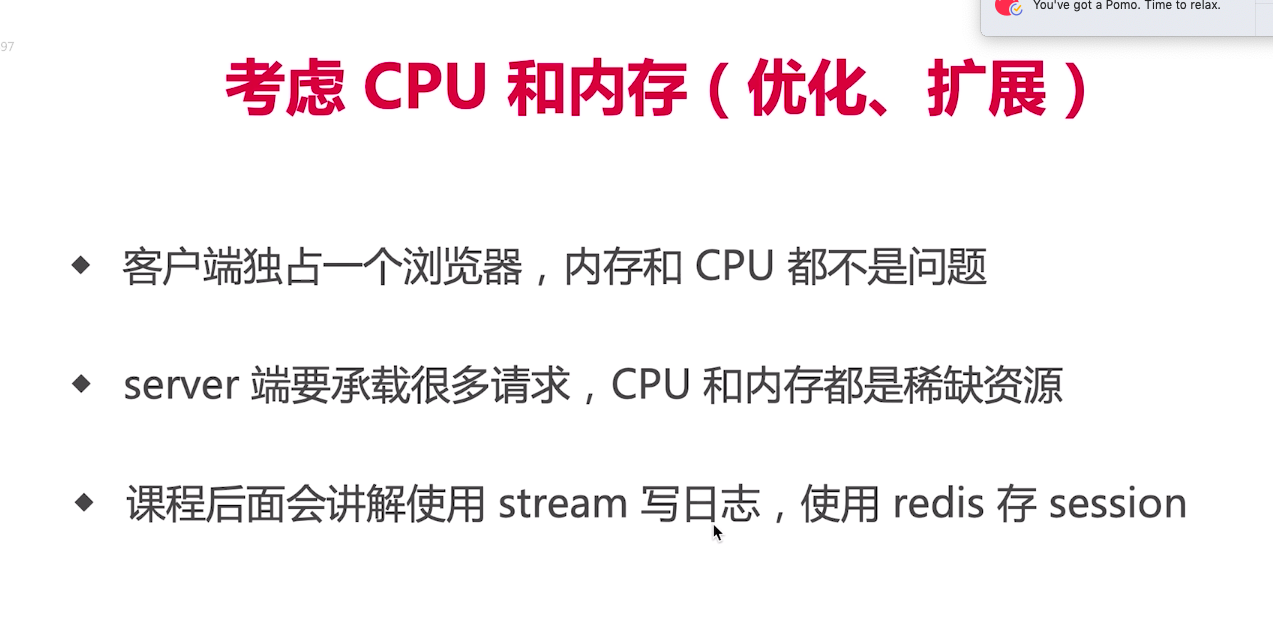 You've got a Pomo. Time to relax.
97
考虑 CPU 和内存（优化、扩展）
客户端独占一个浏览器，内存和 CPU 都不是问题
server 端要承载很多请求，CPU 和内存都是稀缺资源
课程后面会讲解使用 stream 写日志，使用 redis 存 session